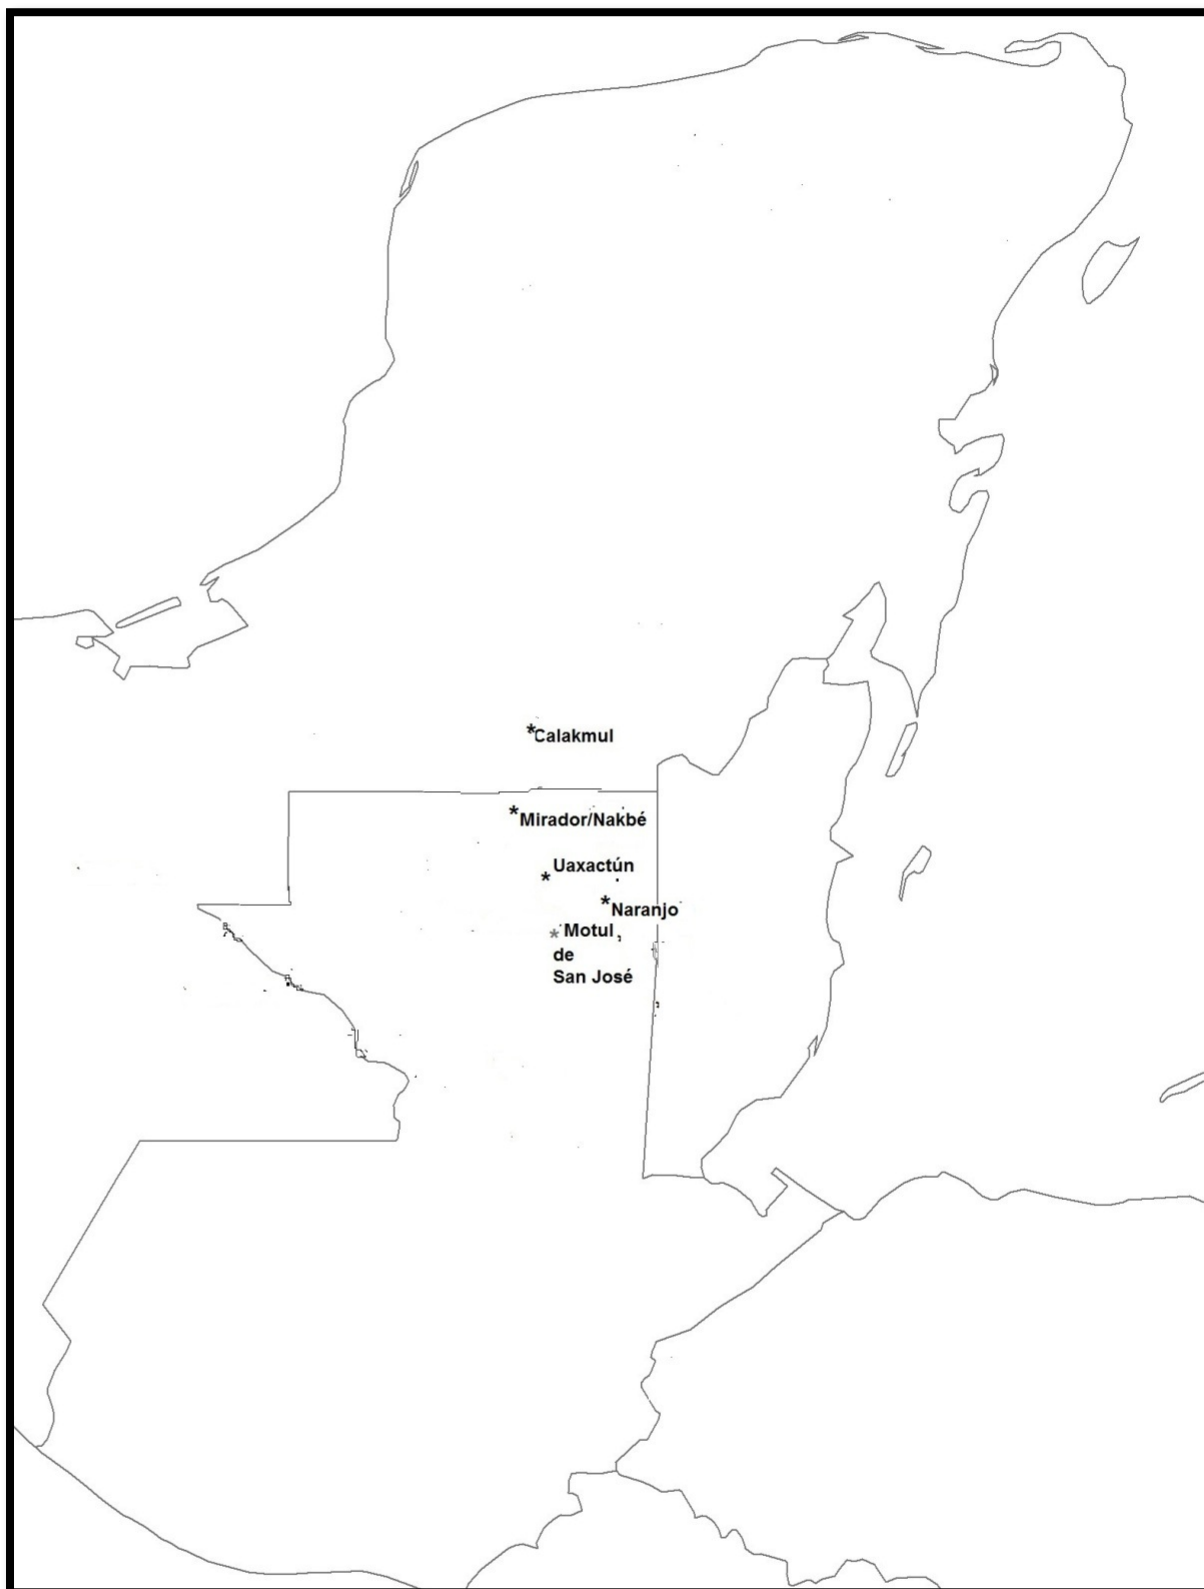 Calakmul
Mirador/Nakbé
Uaxactún
Naranjo
Motul
de
San José